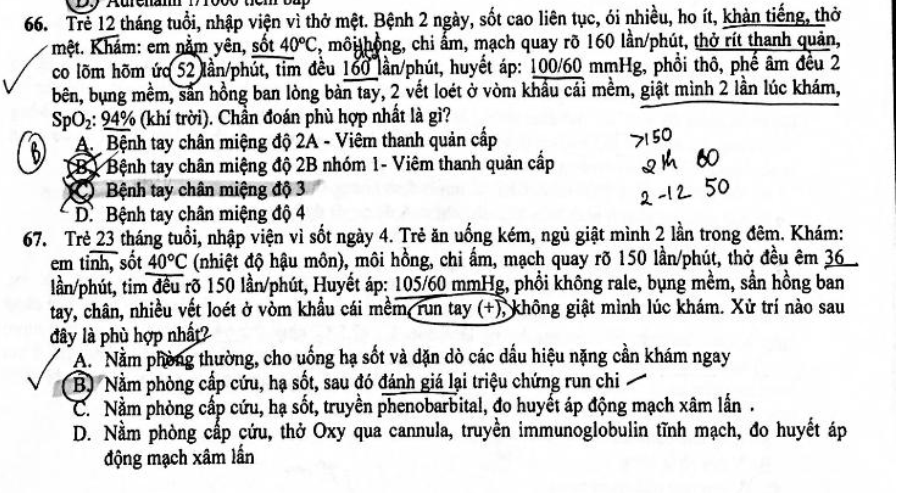 66. Trẻ 12 tháng tuổi, nhập viện vì thở mệt. Bệnh 2 ngày, sốt cao liên tục, ói nhiều, ho ít, khàn tiếng, thở
mệt. Khám: em nằm yên, sốt 40°C, môi hồng, chi ấm, mạch quay rõ 160 lần/phút, thở rít thanh quản,
co lõm hõm ức 52 lần/phút, tim đều 160 lần/phút, huyết áp: 100/60 mmHg, phổi thô, phế âm đều 2
bên, bụng mềm, sẩn hồng ban lòng bàn tay, 2 vết loét ở vòm khẩu cái mềm, giật mình 2 lần lúc khám,
SpO₂: 94% (khí trời). Chẩn đoán phù hợp nhất là gì?
A. Bệnh tay chân miệng độ 2A - Viêm thanh quản cấp
>150
B
B. Bệnh tay chân miệng độ 2B nhóm 1- Viêm thanh quản cấp
60
C. Bệnh tay chân miệng độ 3
2-12 50
D. Bệnh tay chân miệng độ 4
67. Trẻ 23 tháng tuổi, nhập viện vì sốt ngày 4. Trẻ ăn uống kém, ngủ giật mình 2 lần trong đêm. Khám:
em tỉnh, sốt 40°C (nhiệt độ hậu môn), môi hồng, chi ấm, mạch quay rõ 150 lần/phút, thở đều êm 36
lần/phút, tim đều rõ 150 lần/phút, Huyết áp: 105/60 mmHg, phổi không rale, bụng mềm, sẩn hồng ban
tay, chân, nhiều vết loét ở vòm khẩu cái mềm, run tay (+), không giật mình lúc khám. Xử trí nào sau
đây là phù hợp nhất?
A. Nằm phòng thường, cho uống hạ sốt và dặn dò các dấu hiệu nặng cần khám ngay
B. Nằm phòng cấp cứu, hạ sốt, sau đó đánh giá lại triệu chứng run chi
C. Nằm phòng cấp cứu, hạ sốt, truyền phenobarbital, đo huyết áp động mạch xâm lấn .
D. Nằm phòng cấp cứu, thở Oxy qua cannula, truyền immunoglobulin tĩnh mạch, đo huyết áp
động mạch xâm lấn